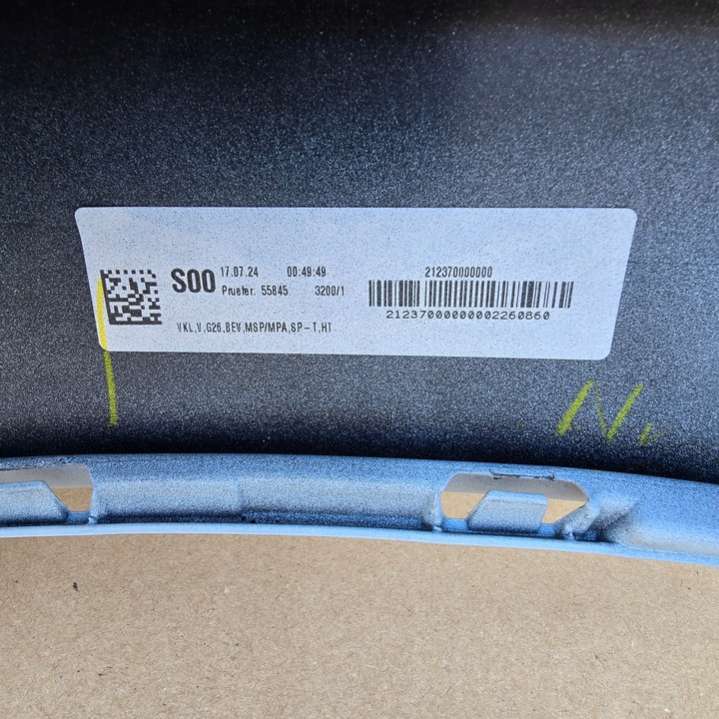 S00 17.07.24 00:49:49 212370000000
Pruefer. 55845 3200/1
21237000000002260860
VKL,V,G26,BEV,MSP/MPA,SP-T,HT